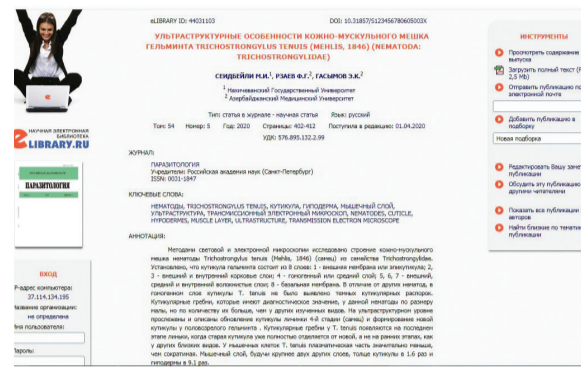 eLIBRARY ID: 44031103
DOI: 10.31857/S123456780605003X
УЛЬТРАСТРУКТУРНЫЕ ОСОБЕННОСТИ КОЖНО-МУСКУЛЬНОГО МЕШКА
ГЕЛЬМИНТА TRICHOSTRONGYLUS TENUIS (MEHLIS, 1846) (NEMATODA:
TRICHOSTRONGYLIDAE)
СЕИДБЕЙЛИ М.И.1, РЗАЕВ Ф.Г.2, ГАСЫМОВ Э.К.2
1 Нахичеванский Государственный Университет
2 Азербайджанский Медицинский Университет
Тип: статья в журнале - научная статья Язык: русский
Том: 54 Номер: 5 Год: 2020 Страницы: 402-412 Поступила в редакцию: 01.04.2020
УДК: 576.895.132.2.99
ЖУРНАЛ:
ПАРАЗИТОЛОГИЯ
Учредители: Российская академия наук (Санкт-Петербург)
ISSN: 0031-1847
КЛЮЧЕВЫЕ СЛОВА:
НЕМАТОДЫ, TRICHOSTRONGYLUS TENUIS, КУТИКУЛА, ГИПОДЕРМА, МЫШЕЧНЫЙ СЛОЙ,
УЛЬТРАСТРУКТУРА, ТРАНСМИССИОННЫЙ ЭЛЕКТРОННЫЙ МИКРОСКОП, NEMATODES, CUTICLE,
HYPODERMIS, MUSCLE LAYER, ULTRASTRUCTURE, TRANSMISSION ELECTRON MICROSCOPE
АННОТАЦИЯ:
Методами световой и электронной микроскопии исследовано строение кожно-мускульного
мешка нематоды Trichostrongylus tenuis (Mehlis, 1846) (самец) из семейства Trichostrongylidae.
Установлено, что кутикула гельминта состоит из 8 слоев: 1 - внешняя мембрана или эпикутикула; 2,
3 - внешний и внутренний корковые слои; 4 - гомогенный или средний слой; 5, 6, 7 - внешний,
средний и внутренний волокнистые слои; 8 - базальная мембрана. В отличие от других нематод, в
гомогенном слое кутикулы T. tenuis не было выявлено темных кутикулярных распорок.
Кутикулярные гребни, которые имеют диагностическое значение, у данной нематоды по размеру
малы, но по количеству их больше, чем у других изученных видов. На ультраструктурном уровне
прослежены и описаны обновление кутикулы личинки 4-й стадии (самец) и формирования новой
кутикулы у половозрелого гельминта . Кутикулярные гребни у T. tenuis появляются на последнем
этапе линьки, когда старая кутикула уже полностью отделяется от новой, а не на ранних этапах, как
у других близких видов. У мышечных клеток T. tenuis плазматическая часть значительно меньше,
чем сократимая. Мышечный слой, будучи крупнее двух других слоев, толще кутикулы в 1.6 раз и
гиподермы в 9.1 раз.
НАУЧНАЯ ЭЛЕКТРОННАЯ
БИБЛИОТЕКА
LIBRARY.RU
ПАРАЗИТОЛОГИЯ
ВХОД
IP-адрес компьютера:
37.114.134.195
Название организации:
не определена
Имя пользователя:
Пароль:
ИНСТРУМЕНТЫ
Просмотреть содержание
выпуска
Загрузить полный текст (P
2,5 Mb)
Отправить публикацию по
электронной почте
Добавить публикацию в
подборку
Новая подборка
Редактировать Вашу замет
публикации
Обсудить эту публикацию
другими читателями
Показать все публикации
авторов
Найти близкие по тематик
публикации